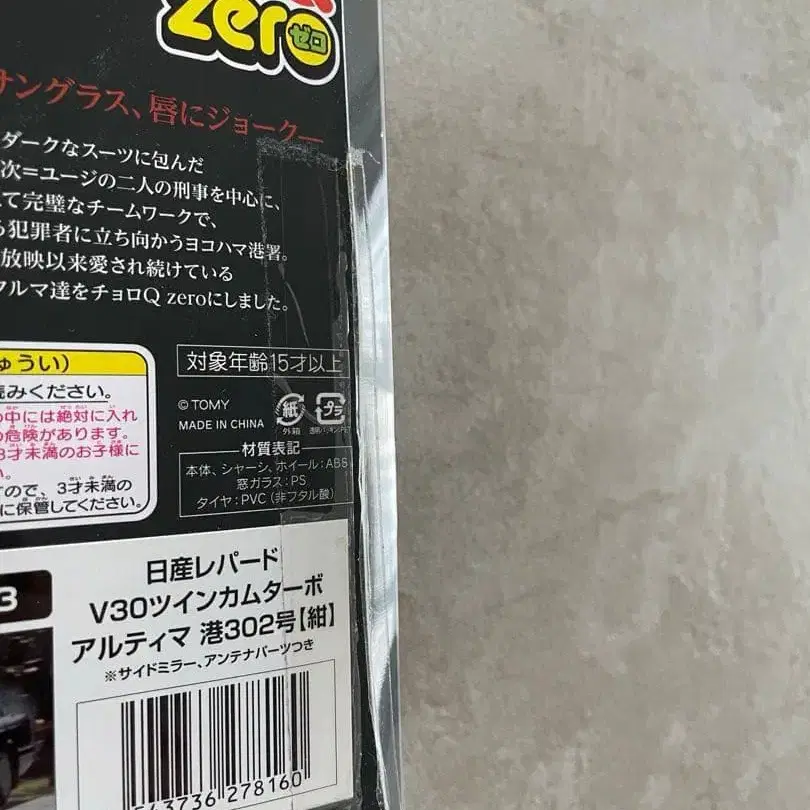 zero ゼロ
サングラス、唇にジョーク―
ダークなスーツに包んだ
次=ユージの二人の刑事を中心に、
て完璧なチームワークで、
犯罪者に立ち向かうヨコハマ港署。
放映以来愛され続けている
クルマ達をチョロQ zeroにしました。
ゅうい)
読みください。
の中には絶対に入れ
の危険があります。
3才未満のお子様に
い。
ので、3才未満の
に保管してください。
対象年齢15才以上
© TOMY
MADE IN CHINA
紙
外箱
プラ
材質表記
本体、シャーシ、ホイール:ABS
窓ガラス:PS
タイヤ:PVC(非フタル酸)
3
日産レパード
V30ツインカムターボ
アルティマ 港302号【紺】
※サイドミラー、アンテナパーツつき
43736 278160